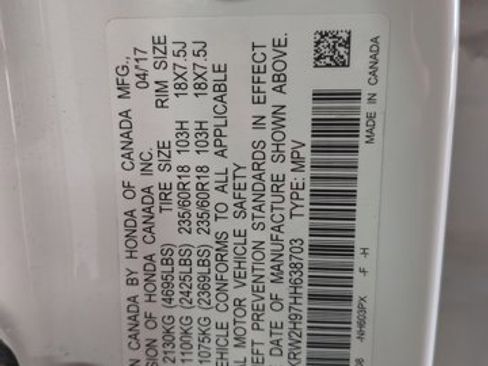 N CANADA BY HONDA OF CANADA MFG.,
SION OF HONDA CANADA INC. 04/'17
TIRE SIZE RIM SIZE
2130KG (4695LBS)
1100KG (2425LBS) 235/60R18 103H 18X7.5J
1075KG (2369LBS) 235/60R18 103H 18X7.5J
EHICLE CONFORMS TO ALL APPLICABLE
AL MOTOR VEHICLE SAFETY
EFT PREVENTION STANDARDS IN EFFECT
DATE OF MANUFACTURE SHOWN ABOVE.
KRW2H97HH638703 TYPE: MPV
-NH603PX -F -H
MADE IN CANADA